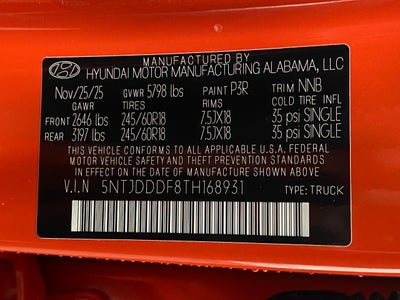 MANUFACTURED BY
HYUNDAI MOTOR MANUFACTURING ALABAMA, LLC
Nov/25/25 GVWR 5798 lbs PAINT P3R TRIM NNB
GAWR TIRES RIMS COLD TIRE INFL
FRONT 2646 lbs 245/60R18 7.5JX18 35 psi SINGLE
REAR 3197 lbs 245/60R18 7.5JX18 35 psi SINGLE
THIS VEHICLE CONFORMS TO ALL APPLICABLE U.S.A FEDERAL
MOTOR VEHICLE SAFETY AND THEFT PREVENTION STANDARDS
IN EFFECT ON THE DATE OF MANUFACTURE SHOWN ABOVE
V.I.N 5NTJDDDF8TH168931 TYPE:TRUCK